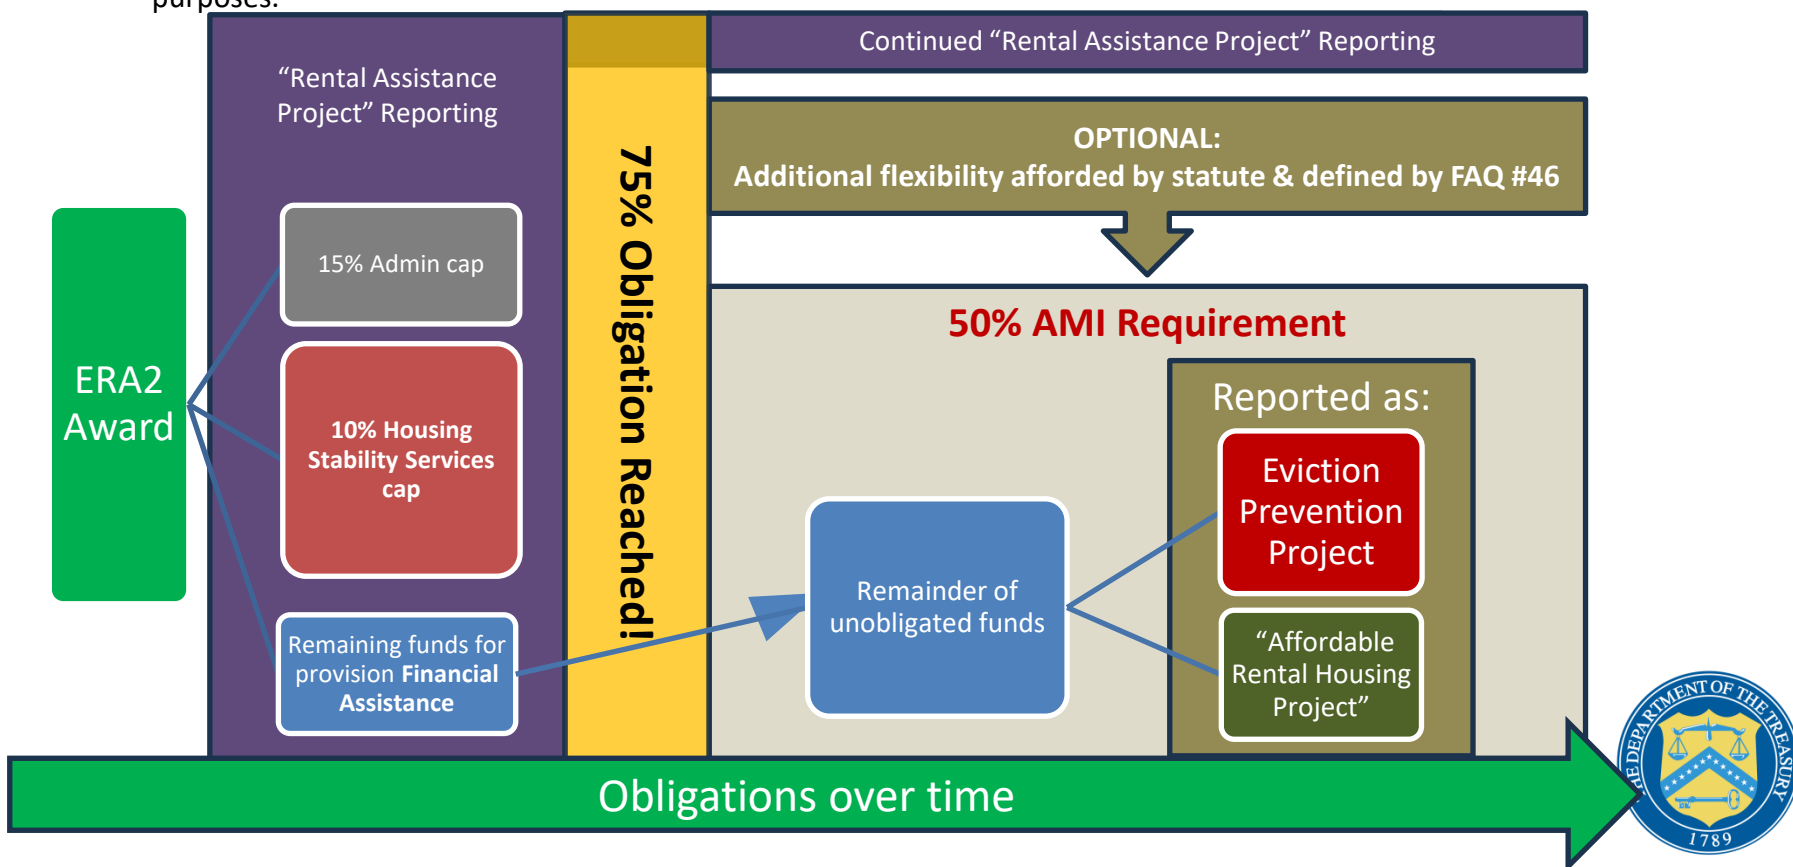 purposes.
"Rental Assistance
Project" Reporting
Continued "Rental Assistance Project" Reporting
OPTIONAL:
Additional flexibility afforded by statute & defined by FAQ #46
75% Obligation Reached!
ERA2
Award
15% Admin cap
10% Housing
Stability Services
cap
Remaining funds for
provision Financial
Assistance
50% AMI Requirement
Remainder of
unobligated funds
Reported as:
Eviction
Prevention
Project
"Affordable
Rental Housing
Project"
Obligations over time
THE DEPARTMENT OF THE TREASURY
1789